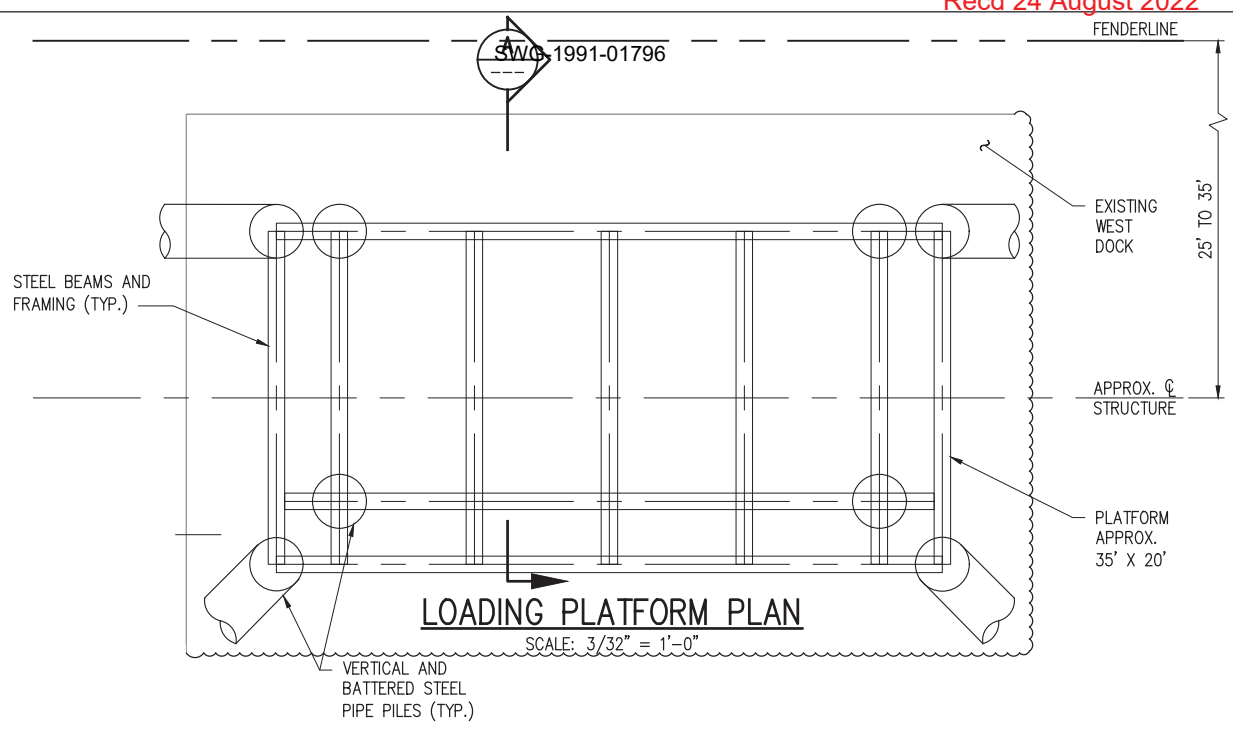 Recd 24 August 2022
FENDERLINE
A
SWG-1991-01796
---
EXISTING
WEST
DOCK
25' TO 35'
STEEL BEAMS AND
FRAMING (TYP.)
APPROX. ℄
STRUCTURE
PLATFORM
APPROX.
35' X 20'
LOADING PLATFORM PLAN
SCALE: 3/32" = 1'-0"
VERTICAL AND
BATTERED STEEL
PIPE PILES (TYP.)